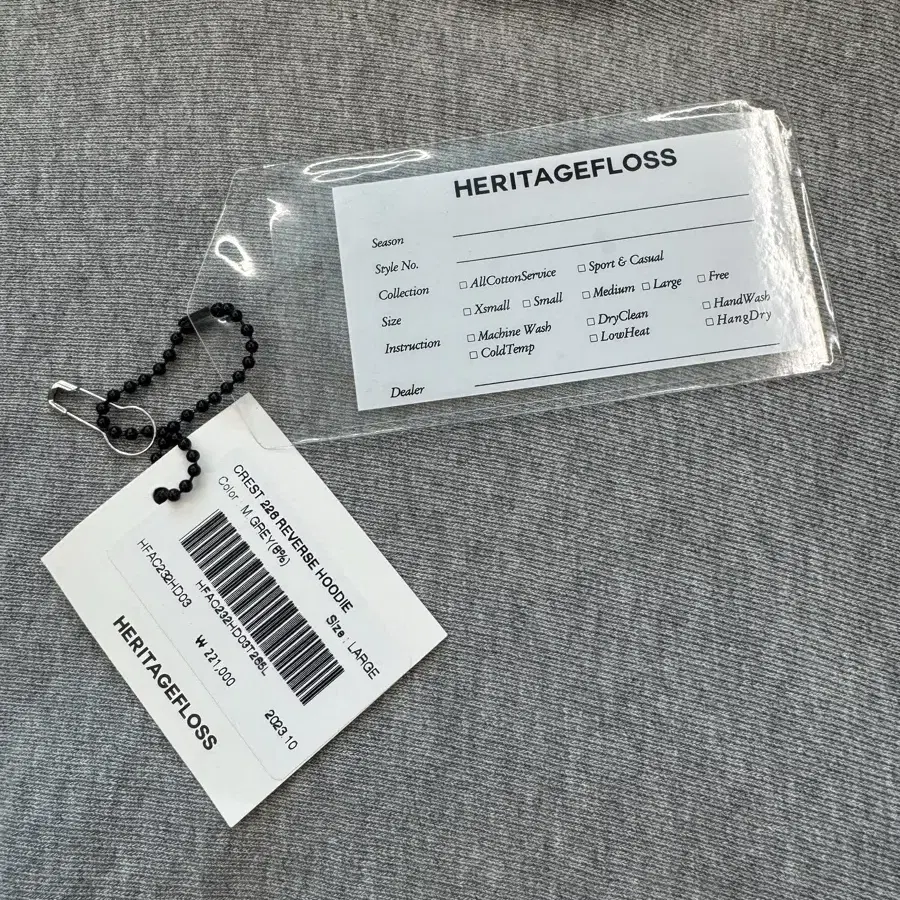 HERITAGEFLOSS
Season
Style No.
Collection □ AllCottonService □ Sport & Casual
Size □ Xsmall □ Small □ Medium □ Large □ Free
Instruction □ Machine Wash □ DryClean □ HandWash
□ ColdTemp □ LowHeat □ HangDry
Dealer
CREST 226 REVERSE HOODIE
Color : M.GREY(6%) Size : LARGE
HFAC232HD03T265L
HFAC232HD03 ₩ 221,000 2023.10
HERITAGEFLOSS